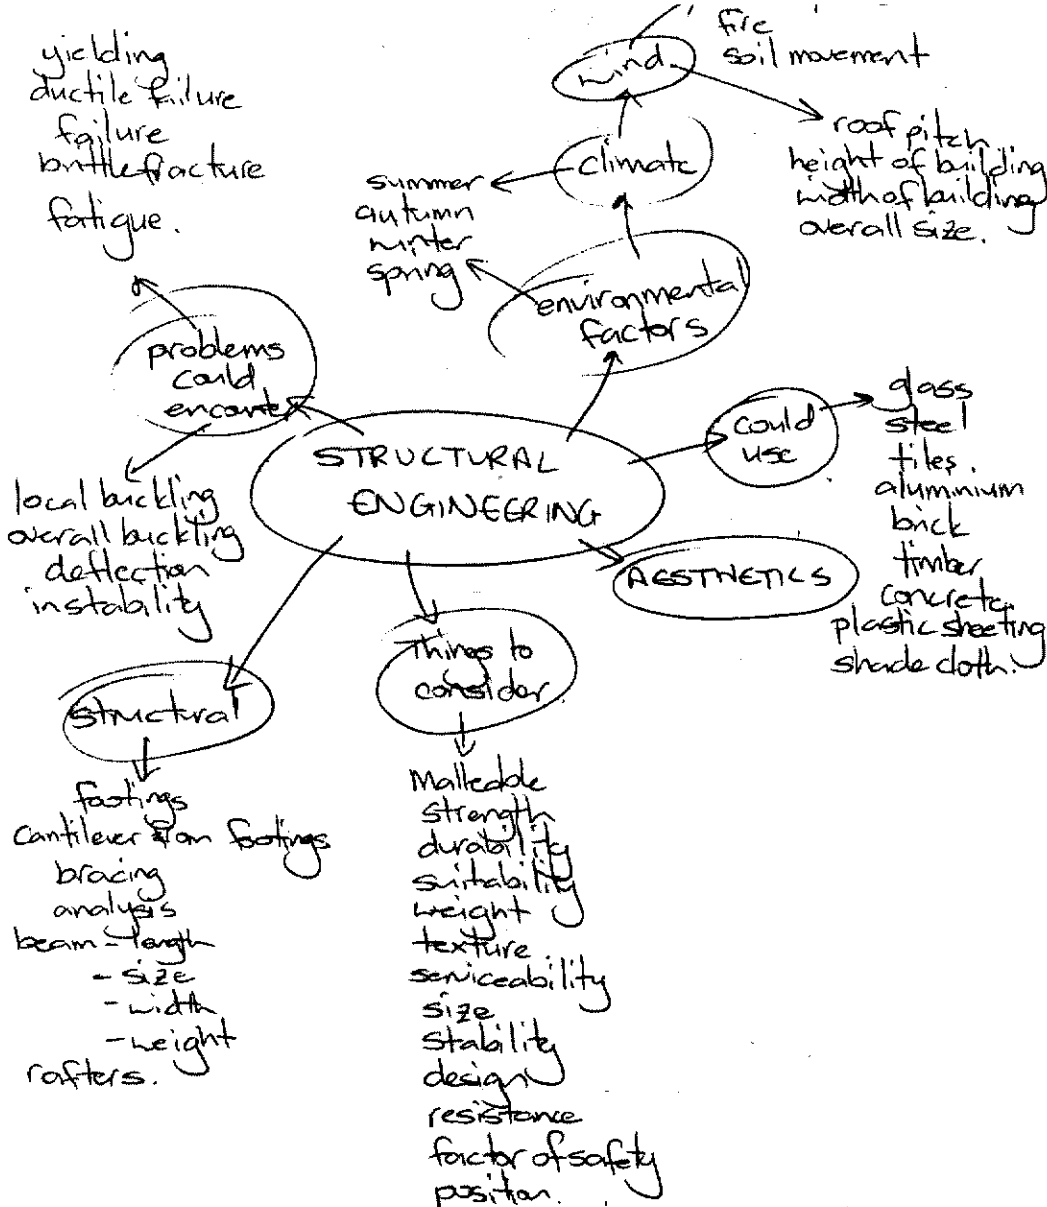 fire
soil movement
wind
roof pitch
height of building
width of building
overall size.
climate
summer
autumn
winter
spring
environmental
factors
yielding
ductile failure
failure
brittle fracture
fatigue.
problems
could
local buckling
overall buckling
deflection
instability
STRUCTURAL
ENGINEERING
could
use
glass
steel
tiles.
aluminium
brick
timber
concrete
plastic sheeting
shade cloth.
AESTHETICS
structural
footings
cantilever from footings
bracing
analysis
beam - length
- size
- width
- weight
rafters.
Things to
consider.
Malleable
strength
durability
suitability
weight
texture
serviceability
size
stability
design
resistance
factor of safety
position.